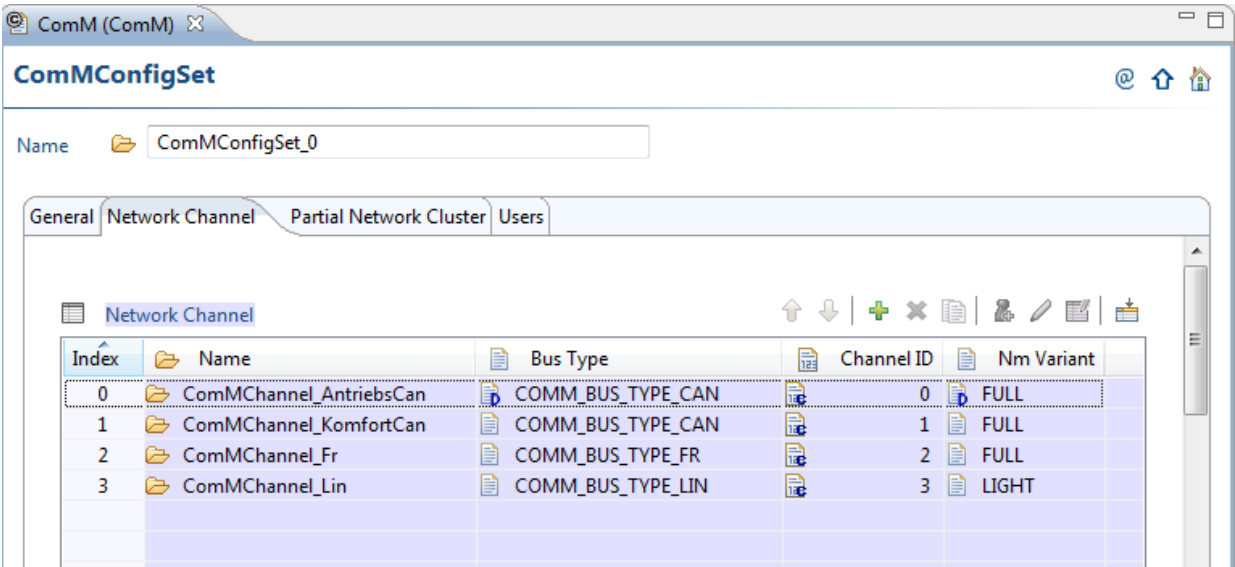 ComM (ComM)
ComMConfigSet
Name ComMConfigSet_0
General Network Channel Partial Network Cluster Users
Network Channel
Index Name Bus Type Channel ID Nm Variant
0 ComMChannel_AntriebsCan COMM_BUS_TYPE_CAN 0 FULL
1 ComMChannel_KomfortCan COMM_BUS_TYPE_CAN 1 FULL
2 ComMChannel_Fr COMM_BUS_TYPE_FR 2 FULL
3 ComMChannel_Lin COMM_BUS_TYPE_LIN 3 LIGHT